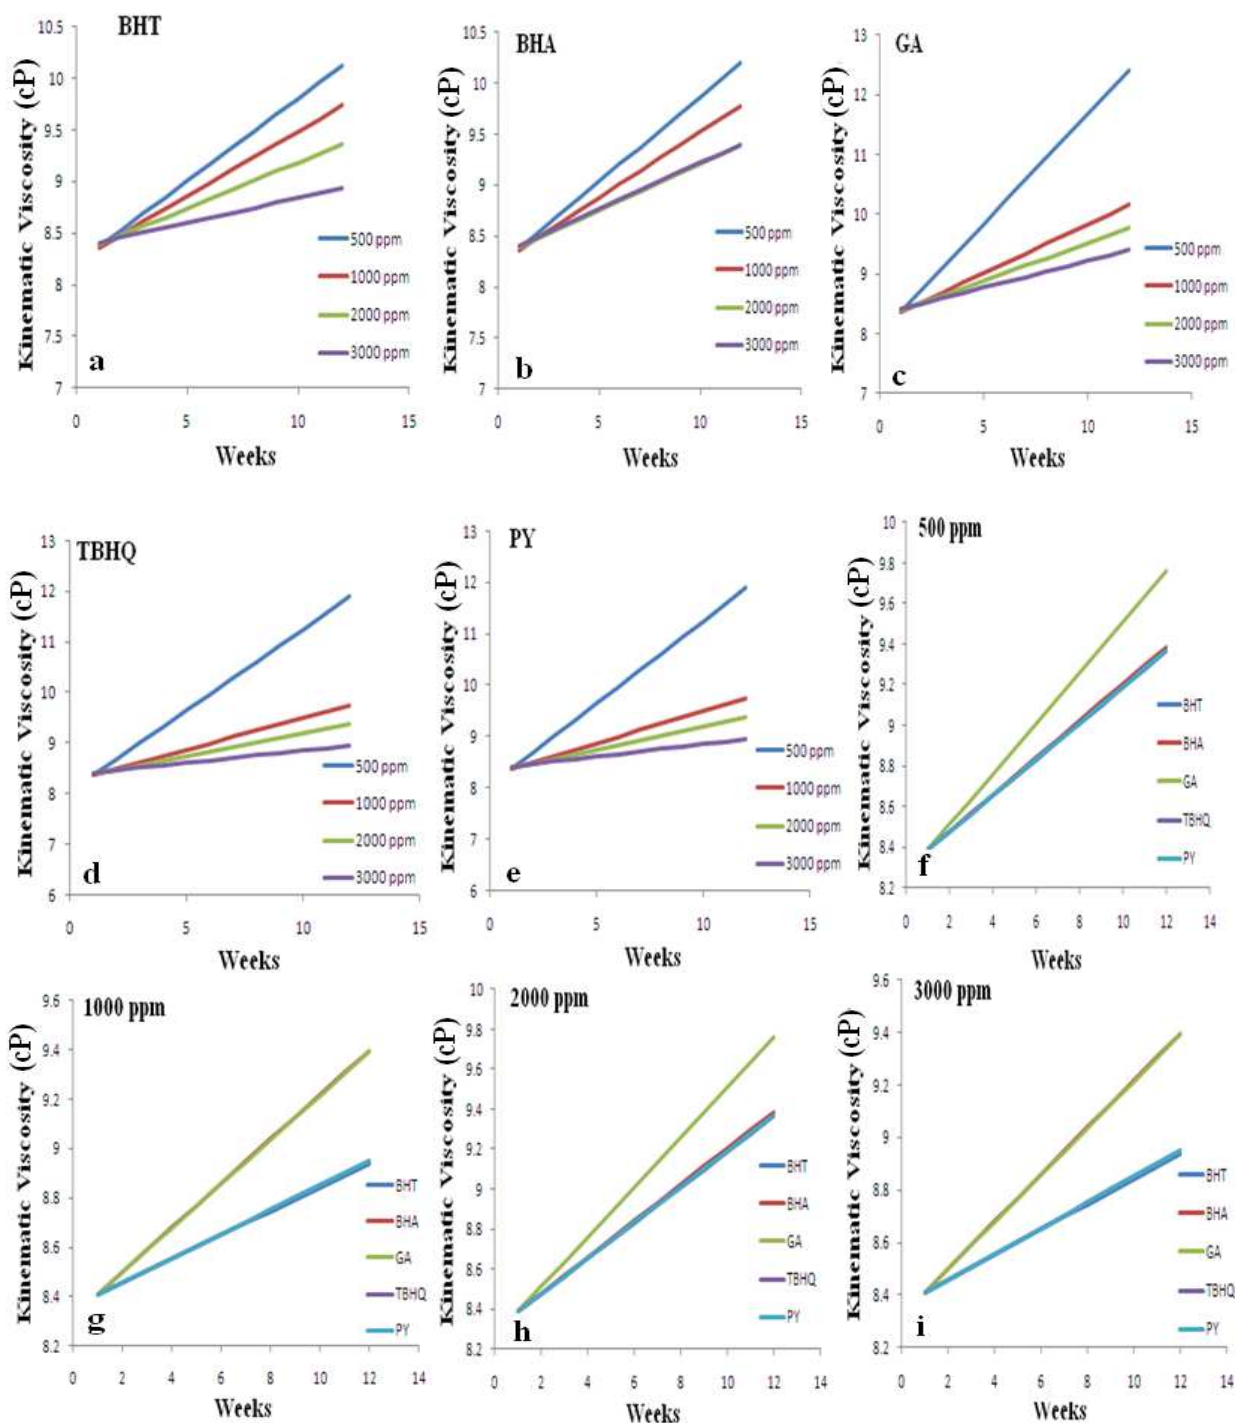 BHT
Kinematic Viscosity (cP)
10.5
10
9.5
9
8.5
8
7.5
7
0
5
10
15
Weeks
500 ppm
1000 ppm
2000 ppm
3000 ppm
a
BHA
Kinematic Viscosity (cP)
10.5
10
9.5
9
8.5
8
7.5
7
0
5
10
15
Weeks
500 ppm
1000 ppm
2000 ppm
3000 ppm
b
GA
Kinematic Viscosity (cP)
13
12
11
10
9
8
7
0
5
10
15
Weeks
500 ppm
1000 ppm
2000 ppm
3000 ppm
c
TBHQ
Kinematic Viscosity (cP)
13
12
11
10
9
8
7
6
0
5
10
15
Weeks
500 ppm
1000 ppm
2000 ppm
3000 ppm
d
PY
Kinematic Viscosity (cP)
13
12
11
10
9
8
7
6
0
5
10
15
Weeks
500 ppm
1000 ppm
2000 ppm
3000 ppm
e
500 ppm
Kinematic Viscosity (cP)
10
9.8
9.6
9.4
9.2
9
8.8
8.6
8.4
8.2
0 2 4 6 8 10 12 14
Weeks
BHT
BHA
GA
TBHQ
PY
f
1000 ppm
Kinematic Viscosity (cP)
9.6
9.4
9.2
9
8.8
8.6
8.4
8.2
0 2 4 6 8 10 12 14
Weeks
BHT
BHA
GA
TBHQ
PY
g
2000 ppm
Kinematic Viscosity (cP)
10
9.8
9.6
9.4
9.2
9
8.8
8.6
8.4
8.2
0 2 4 6 8 10 12 14
Weeks
BHT
BHA
GA
TBHQ
PY
h
3000 ppm
Kinematic Viscosity (cP)
9.6
9.4
9.2
9
8.8
8.6
8.4
8.2
0 2 4 6 8 10 12 14
Weeks
BHT
BHA
GA
TBHQ
PY
i